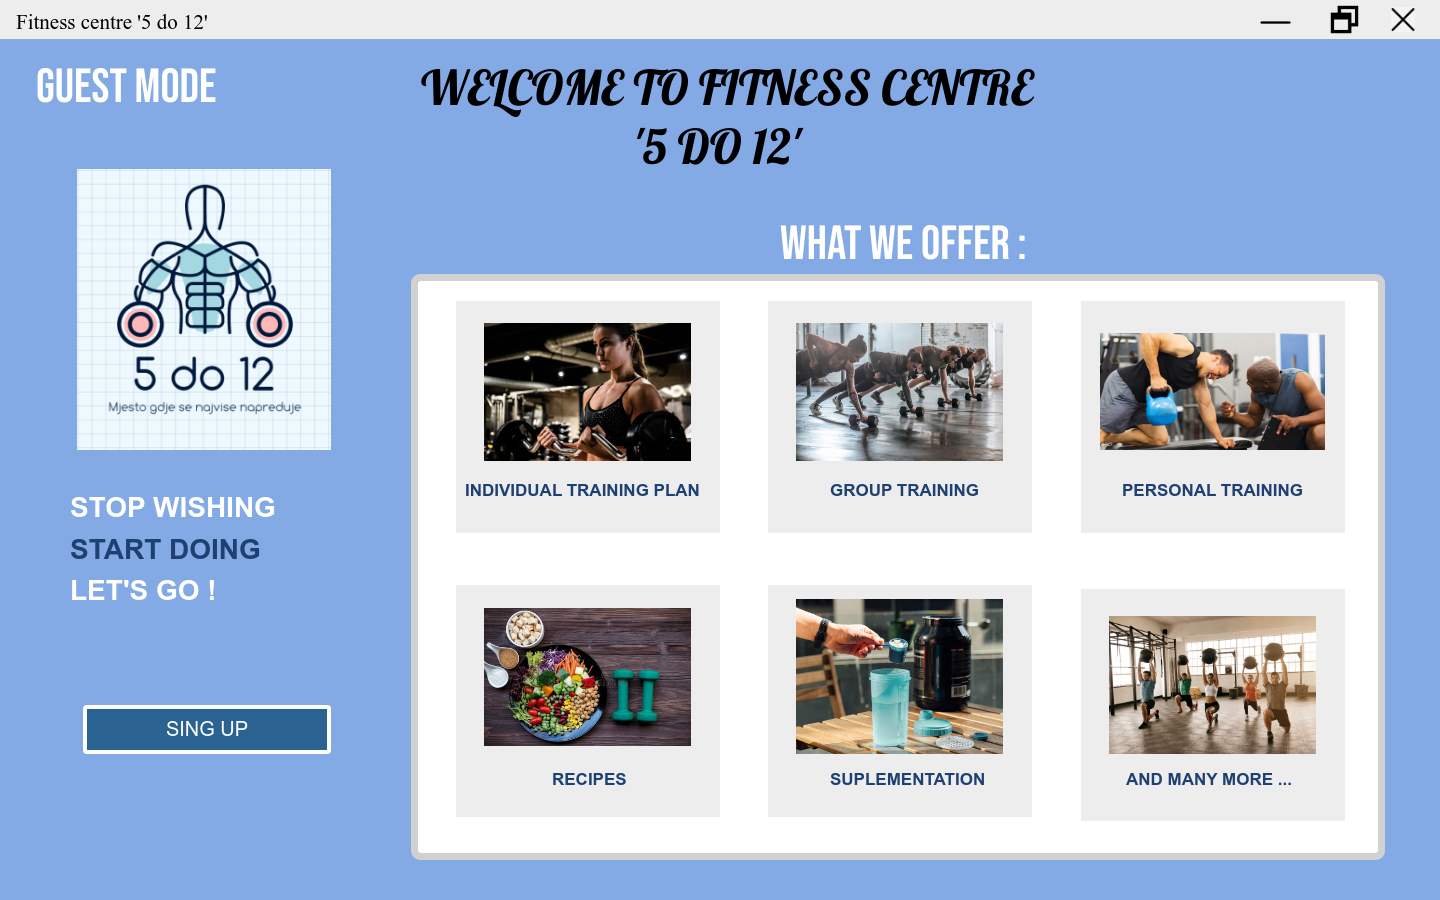 Fitness centre '5 do 12'
GUEST MODE
WELCOME TO FITNESS CENTRE
'5 DO 12'
5 do 12
Mjesto gdje se najvise napreduje
STOP WISHING
START DOING
LET'S GO !
SING UP
WHAT WE OFFER :
INDIVIDUAL TRAINING PLAN
GROUP TRAINING
PERSONAL TRAINING
RECIPES
SUPLEMENTATION
AND MANY MORE ...